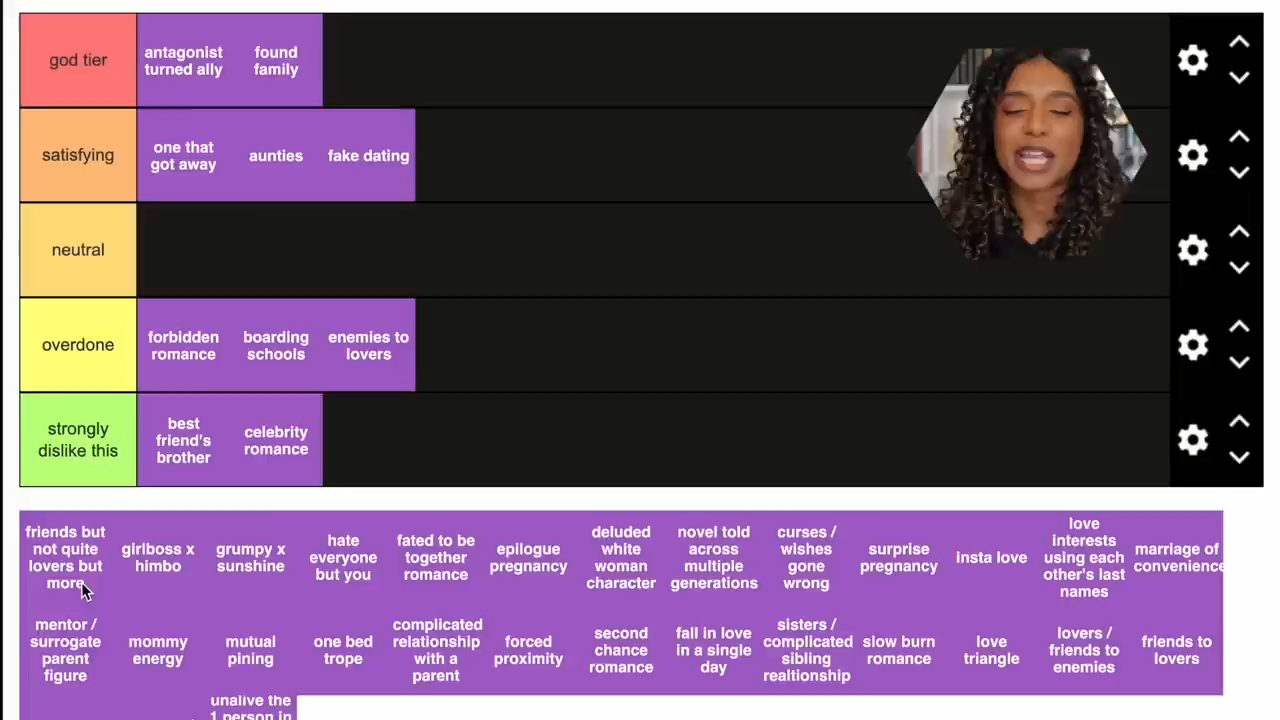 god tier
antagonist
turned ally
found
family
satisfying
one that
got away
aunties
fake dating
neutral
overdone
forbidden
romance
boarding
schools
enemies to
lovers
strongly
dislike this
best
friend's
brother
celebrity
romance
friends but
not quite
lovers but
more
girlboss x
himbo
grumpy x
sunshine
hate
everyone
but you
fated to be
together
romance
epilogue
pregnancy
deluded
white
woman
character
novel told
across
multiple
generations
curses /
wishes
gone
wrong
surprise
pregnancy
insta love
love
interests
using each
other's last
names
marriage of
convenience
mentor /
surrogate
parent
figure
mommy
energy
mutual
pining
one bed
trope
complicated
relationship
with a
parent
forced
proximity
second
chance
romance
fall in love
in a single
day
sisters /
complicated
sibling
realtionship
slow burn
romance
love
triangle
lovers /
friends to
enemies
friends to
lovers
unalive the
1 person in